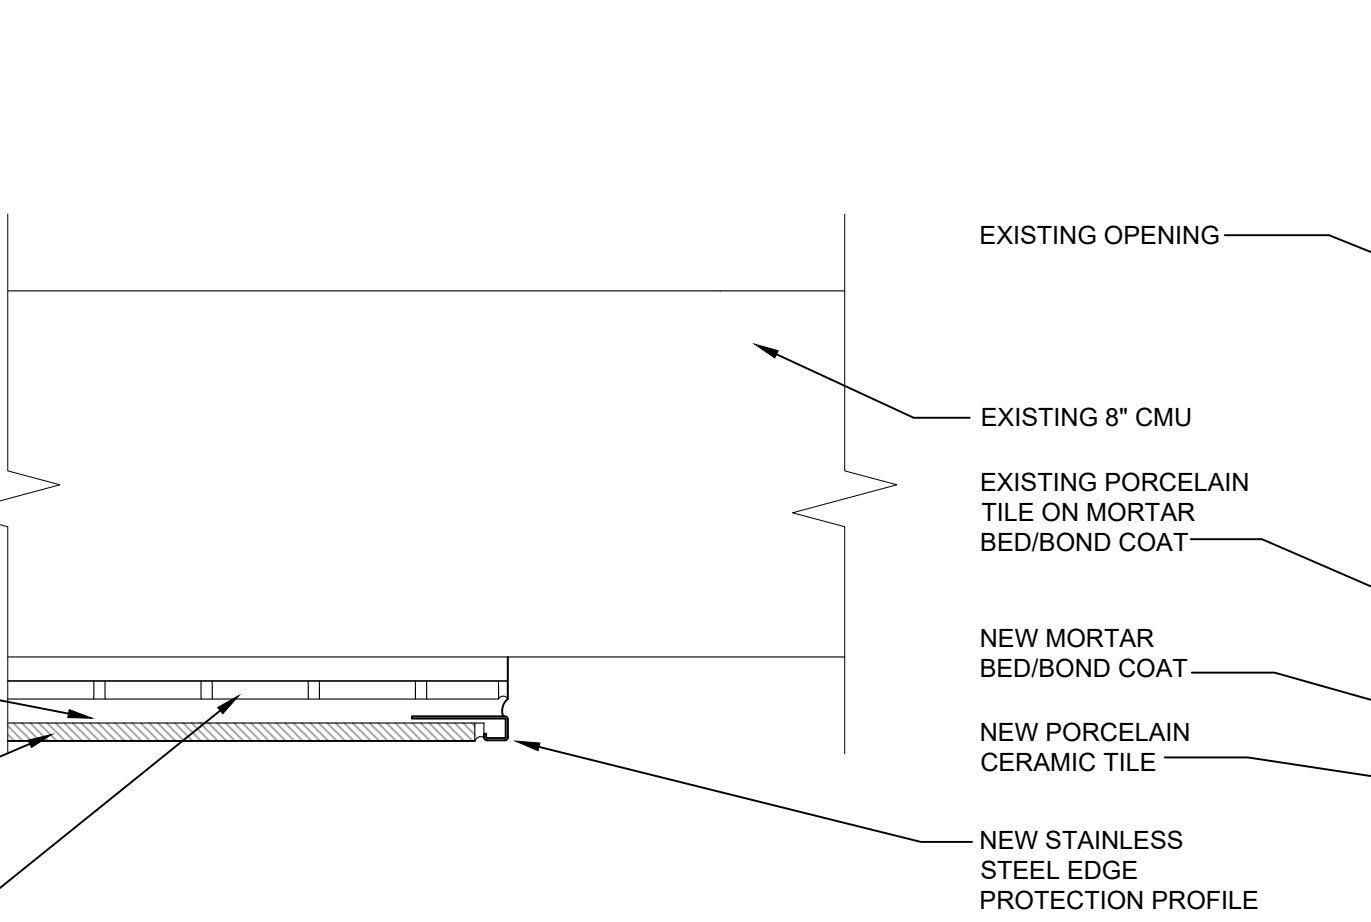 EXISTING OPENING
EXISTING 8" CMU
EXISTING PORCELAIN
TILE ON MORTAR
BED/BOND COAT
NEW MORTAR
BED/BOND COAT
NEW PORCELAIN
CERAMIC TILE
NEW STAINLESS
STEEL EDGE
PROTECTION PROFILE